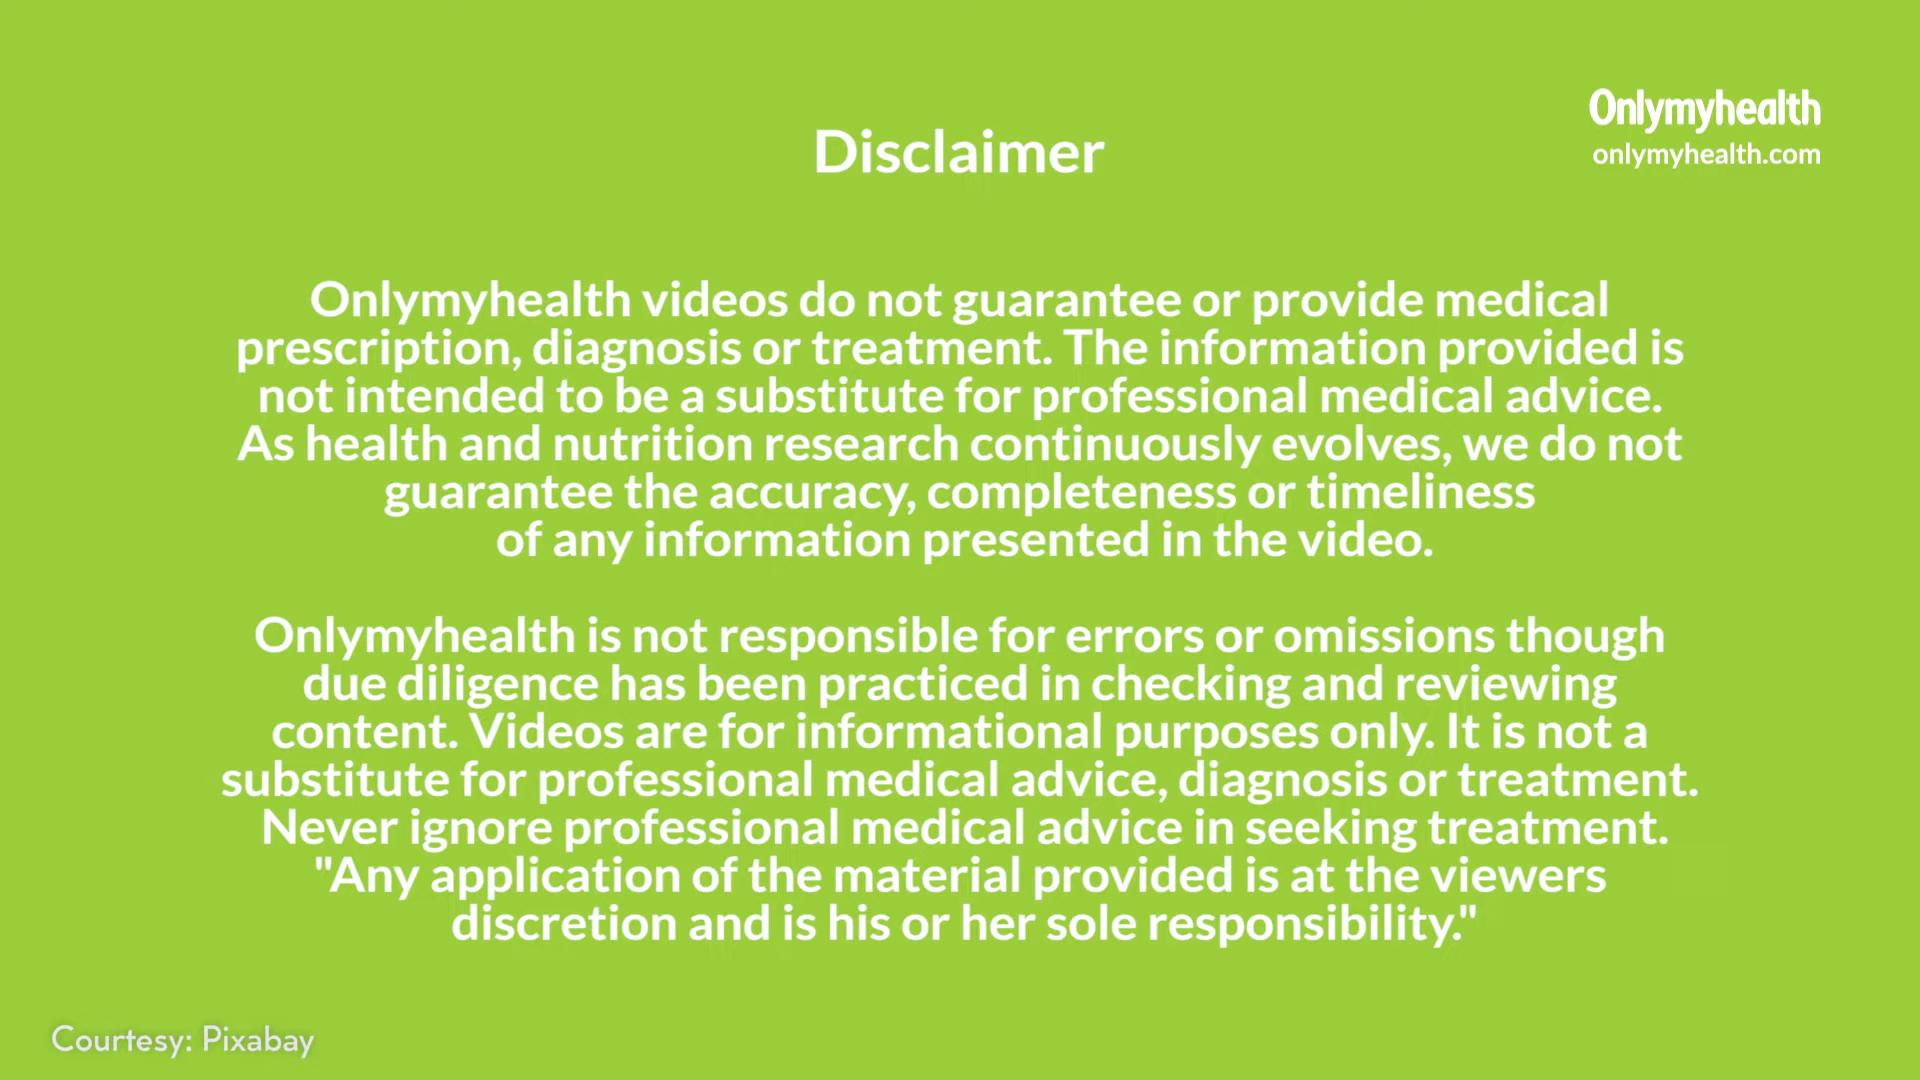 Onlymyhealth
onlymyhealth.com
Disclaimer
Onlymyhealth videos do not guarantee or provide medical
prescription, diagnosis or treatment. The information provided is
not intended to be a substitute for professional medical advice.
As health and nutrition research continuously evolves, we do not
guarantee the accuracy, completeness or timeliness
of any information presented in the video.
Onlymyhealth is not responsible for errors or omissions though
due diligence has been practiced in checking and reviewing
content. Videos are for informational purposes only. It is not a
substitute for professional medical advice, diagnosis or treatment.
Never ignore professional medical advice in seeking treatment.
"Any application of the material provided is at the viewers
discretion and is his or her sole responsibility."
Courtesy: Pixabay